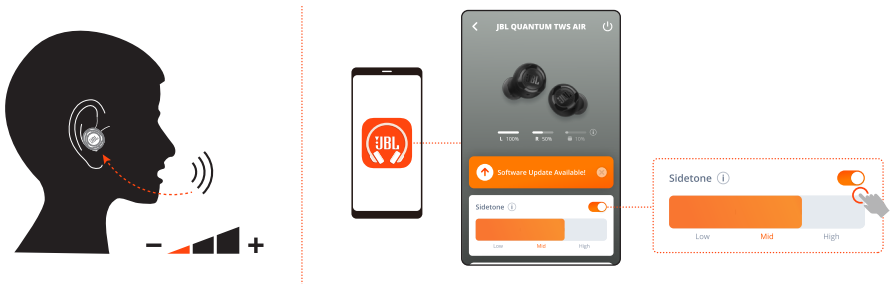 JBL
JBL QUANTUM TWS AIR
L 100% R 50% 10%
Software Update Available!
Sidetone
Low Mid High
Sidetone
Low Mid High